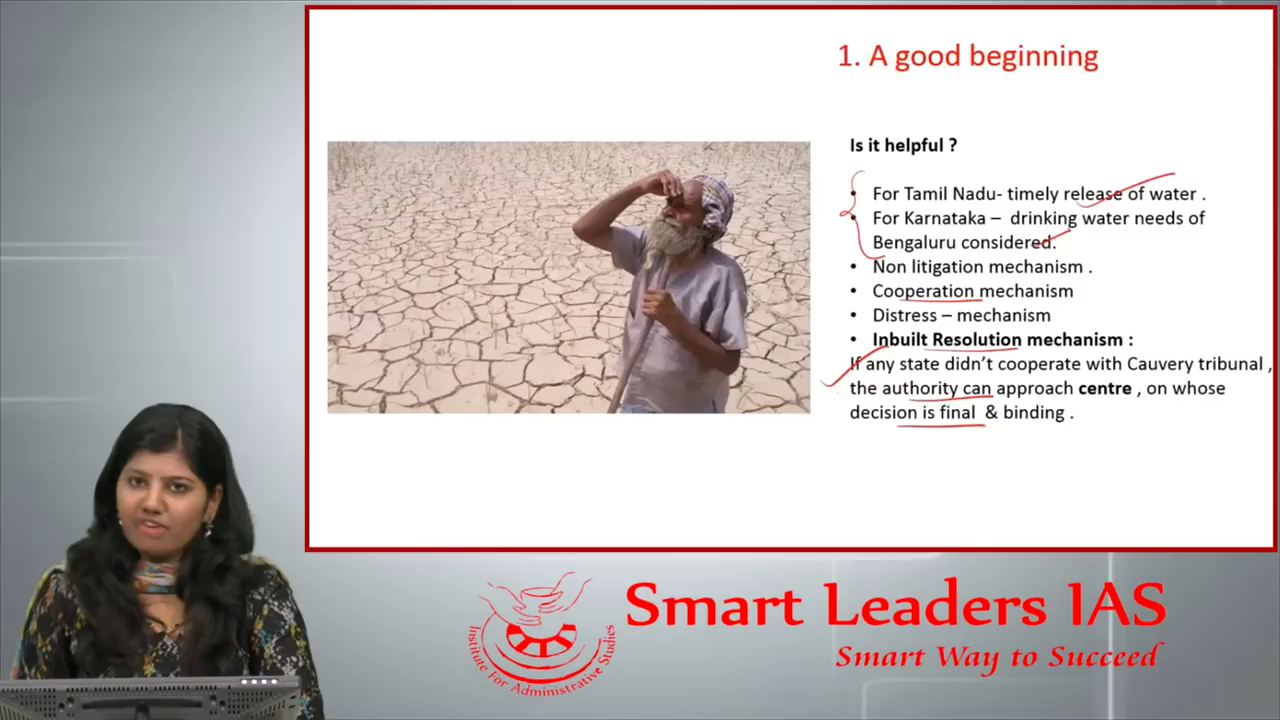 1. A good beginning
Is it helpful ?
• For Tamil Nadu- timely release of water .
• For Karnataka – drinking water needs of
Bengaluru considered.
• Non litigation mechanism .
• Cooperation mechanism
• Distress – mechanism
• Inbuilt Resolution mechanism :
If any state didn't cooperate with Cauvery tribunal ,
the authority can approach centre , on whose
decision is final & binding .
Smart Leaders IAS
Smart Way to Succeed
Institute For Administrative Studies